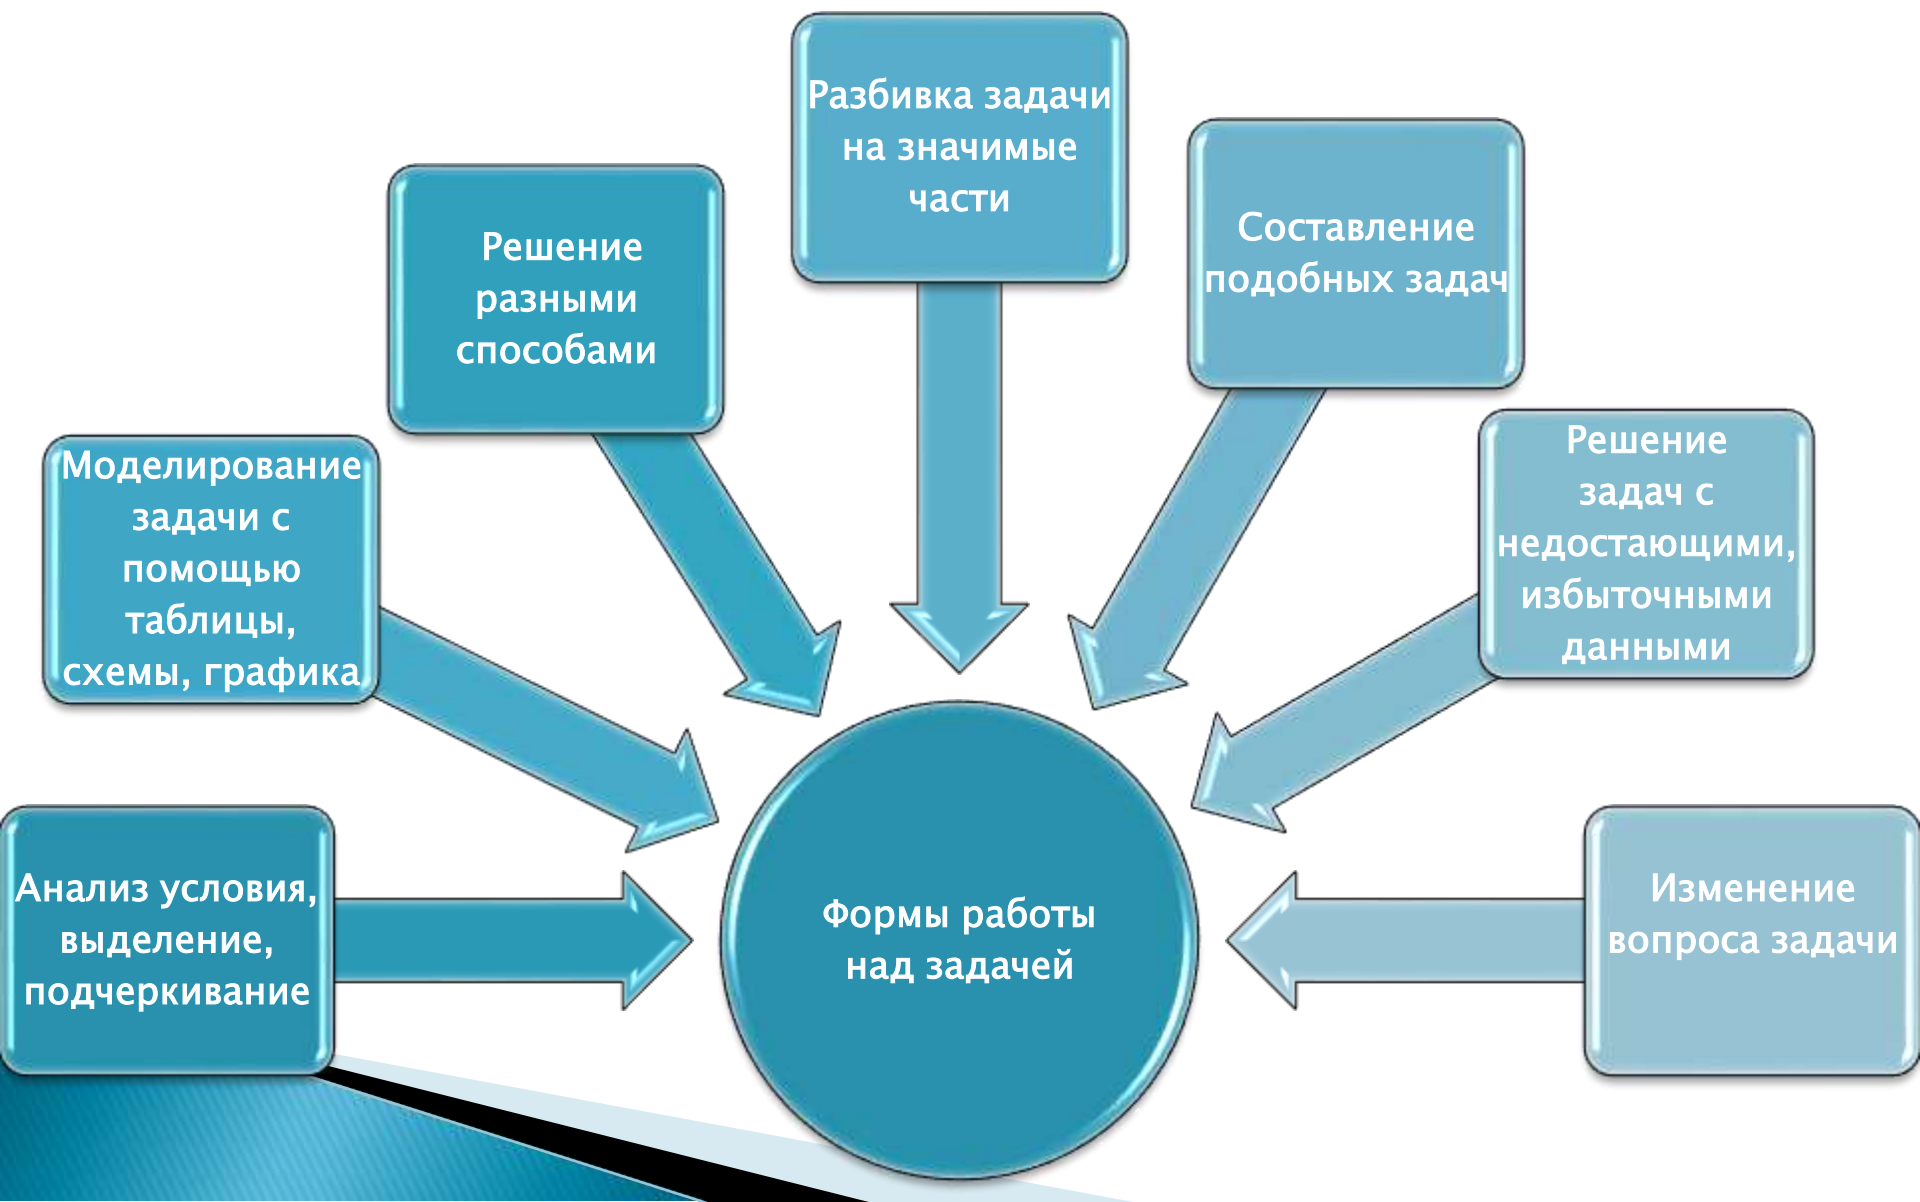 Разбивка задачи
на значимые
части
Решение
разными
способами
Составление
подобных задач
Моделирование
задачи с
помощью
таблицы,
схемы, графика
Решение
задач с
недостающими,
избыточными
данными
Анализ условия,
выделение,
подчеркивание
Формы работы
над задачей
Изменение
вопроса задачи